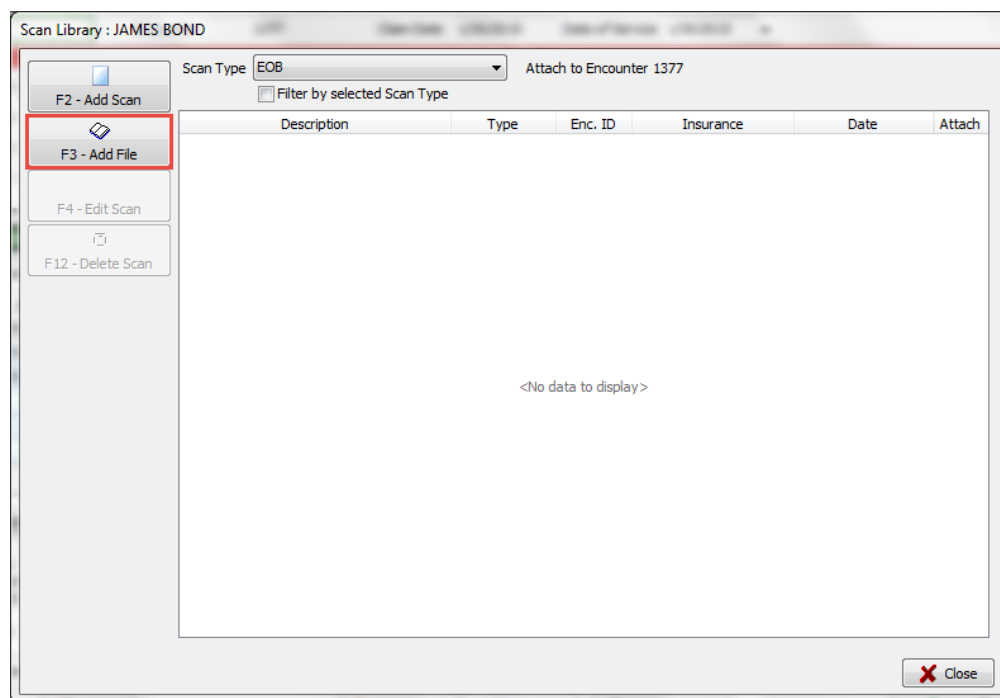 Scan Library : JAMES BOND
Scan Type EOB Attach to Encounter 1377
Filter by selected Scan Type
F2 - Add Scan
F3 - Add File
F4 - Edit Scan
F12 - Delete Scan
Description Type Enc. ID Insurance Date Attach
<No data to display>
Close